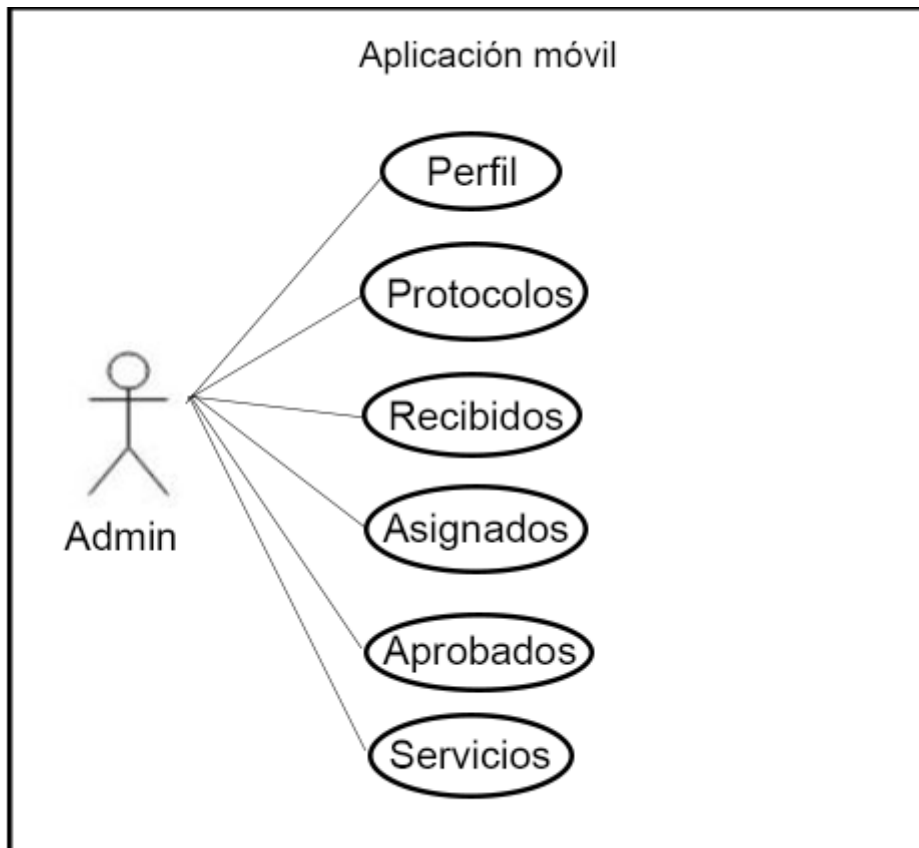 Aplicación móvil
Perfil
Protocolos
Recibidos
Asignados
Admin
Aprobados
Servicios